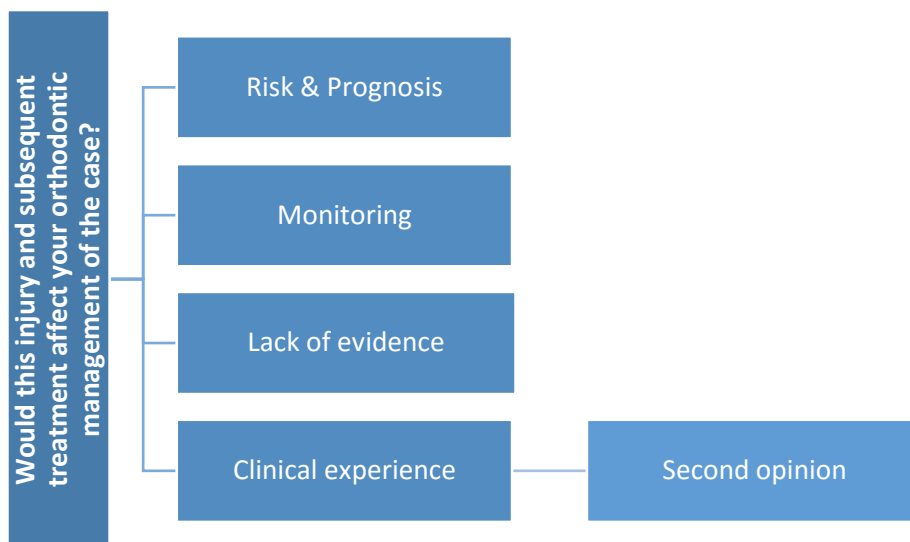 Would this injury and subsequent
treatment affect your orthodontic
management of the case?
Risk & Prognosis
Monitoring
Lack of evidence
Clinical experience
Second opinion